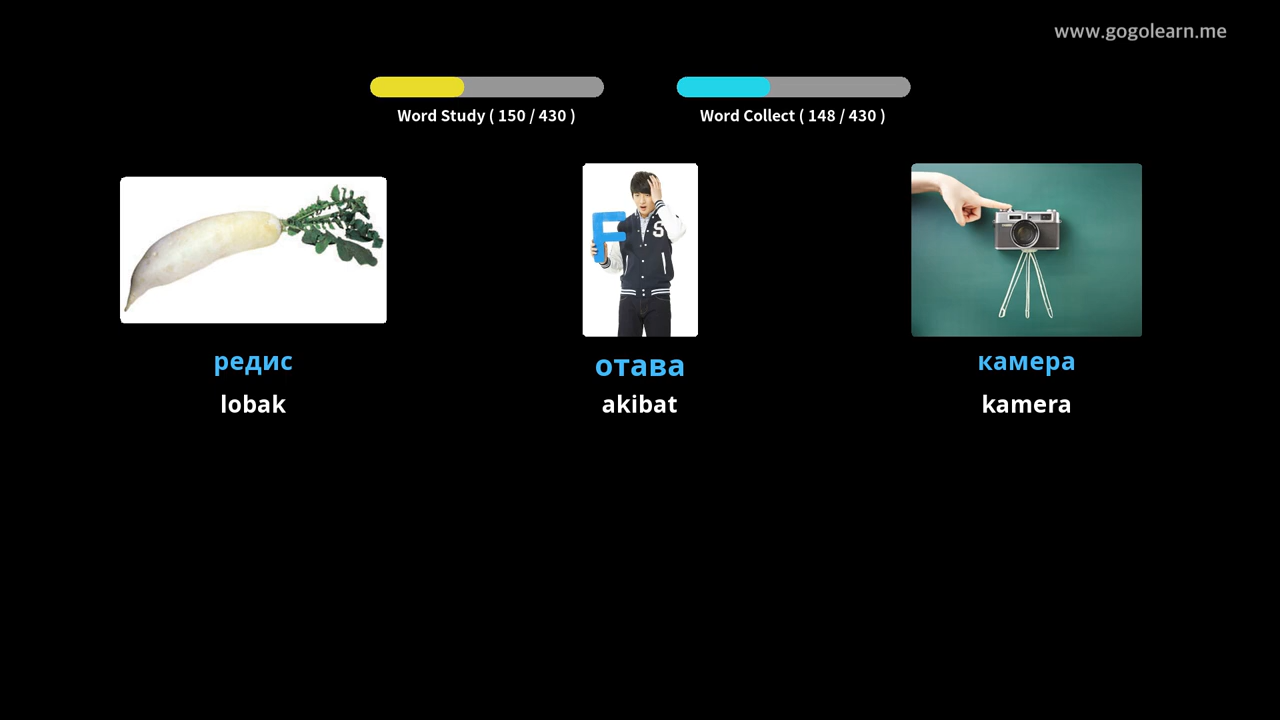 www.gogolearn.me
Word Study ( 150 / 430 )
Word Collect ( 148 / 430 )
F
S
редис
отава
камера
lobak
akibat
kamera